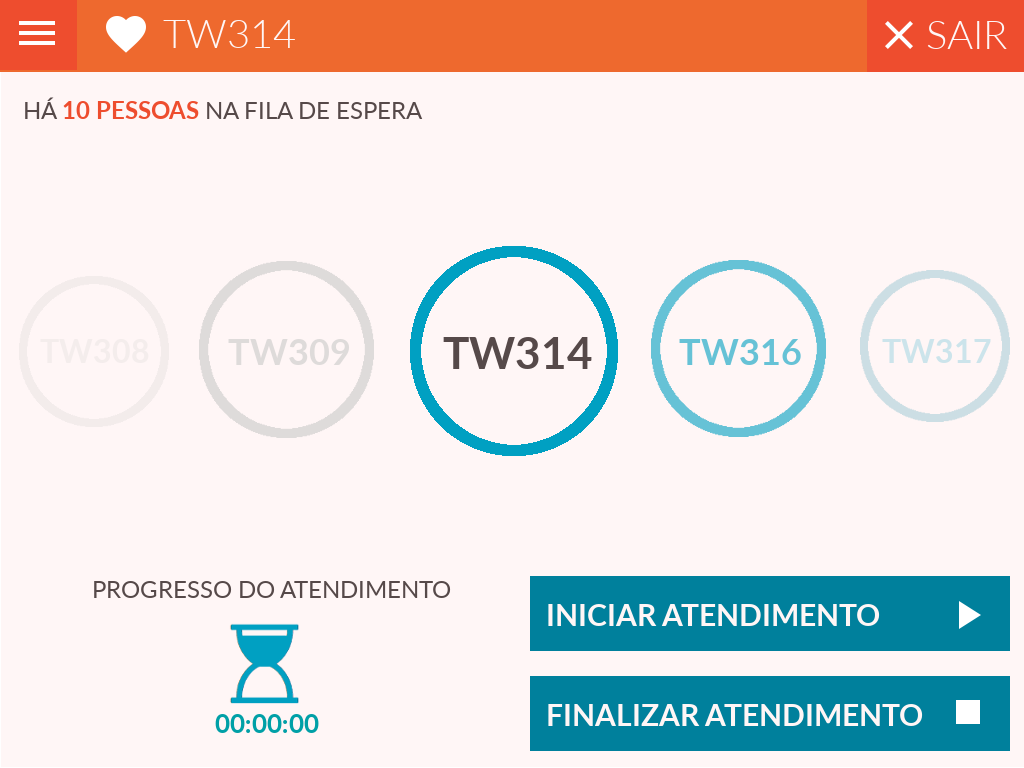 TW314
SAIR
HÁ 10 PESSOAS NA FILA DE ESPERA
TW308
TW309
TW314
TW316
TW317
PROGRESSO DO ATENDIMENTO
00:00:00
INICIAR ATENDIMENTO
FINALIZAR ATENDIMENTO